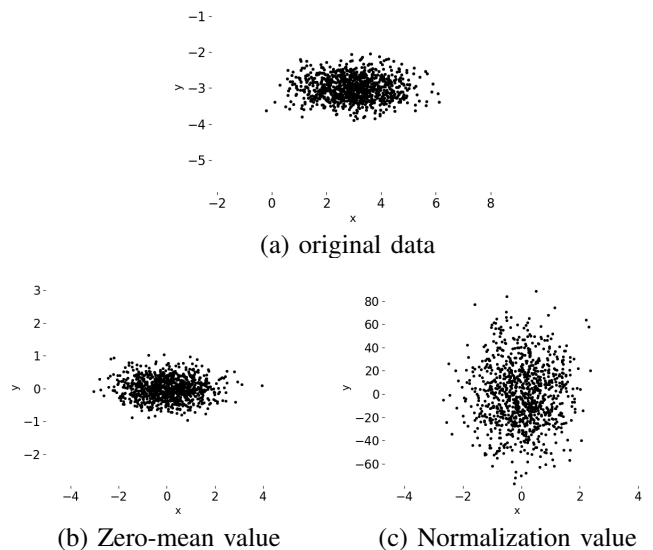 −1
−2
−3
y
−4
−5
−2 0 2 4 6 8
x
(a) original data
3
2
1
y
0
−1
−2
−4 −2 0 2 4
x
(b) Zero-mean value
80
60
40
20
y
0
−20
−40
−60
−4 −2 0 2 4
x
(c) Normalization value